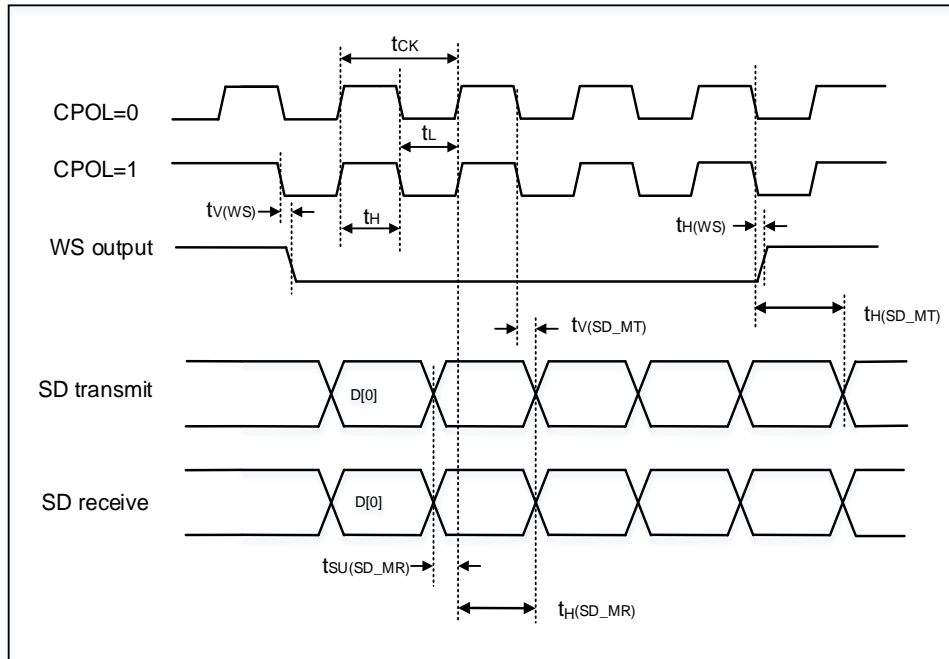 tCK
CPOL=0
tL
CPOL=1
tV(WS)
tH
tH(WS)
WS output
tV(SD_MT)
tH(SD_MT)
SD transmit
D[0]
SD receive
D[0]
tSU(SD_MR)
tH(SD_MR)